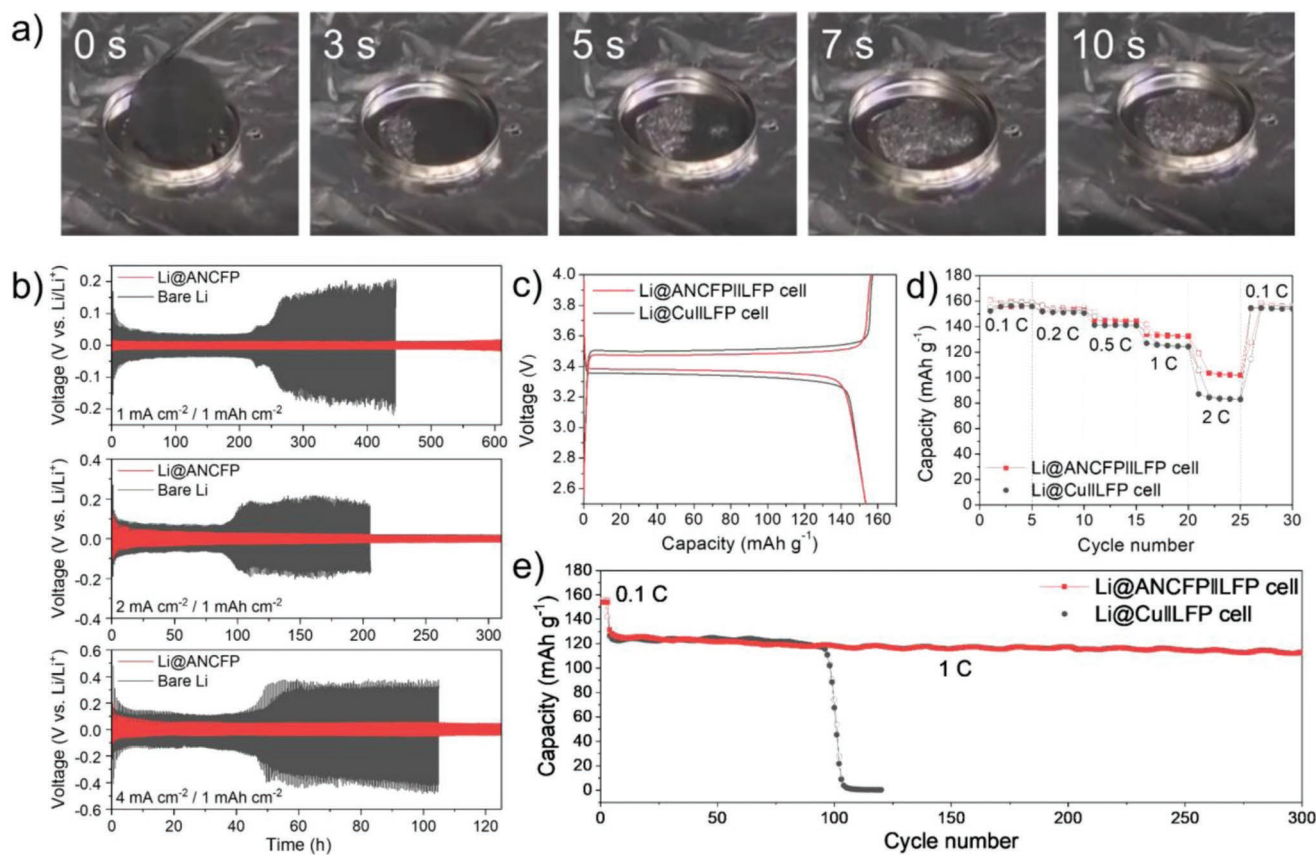 a)
0 s
3 s
5 s
7 s
10 s
b)
Voltage (V vs. Li/Li⁺)
0.2
0.1
0.0
-0.1
-0.2
Li@ANCFP
Bare Li
1 mA cm⁻² / 1 mAh cm⁻²
0 100 200 300 400 500 600
Voltage (V vs. Li/Li⁺)
0.4
0.2
0.0
-0.2
-0.4
Li@ANCFP
Bare Li
2 mA cm⁻² / 1 mAh cm⁻²
0 50 100 150 200 250 300
Voltage (V vs. Li/Li⁺)
0.6
0.4
0.2
0.0
-0.2
-0.4
-0.6
Li@ANCFP
Bare Li
4 mA cm⁻² / 1 mAh cm⁻²
0 20 40 60 80 100 120
Time (h)
c)
Voltage (V)
4.0
3.8
3.6
3.4
3.2
3.0
2.8
2.6
Li@ANCFP||LFP cell
Li@Cu||LFP cell
0 20 40 60 80 100 120 140 160
Capacity (mAh g⁻¹)
d)
Capacity (mAh g⁻¹)
180
160
140
120
100
80
60
40
20
0
0.1 C
0.2 C
0.5 C
1 C
2 C
0.1 C
Li@ANCFP||LFP cell
Li@Cu||LFP cell
0 5 10 15 20 25 30
Cycle number
e)
Capacity (mAh g⁻¹)
180
160
140
120
100
80
60
40
20
0
0.1 C
1 C
Li@ANCFP||LFP cell
Li@Cu||LFP cell
0 50 100 150 200 250 300
Cycle number